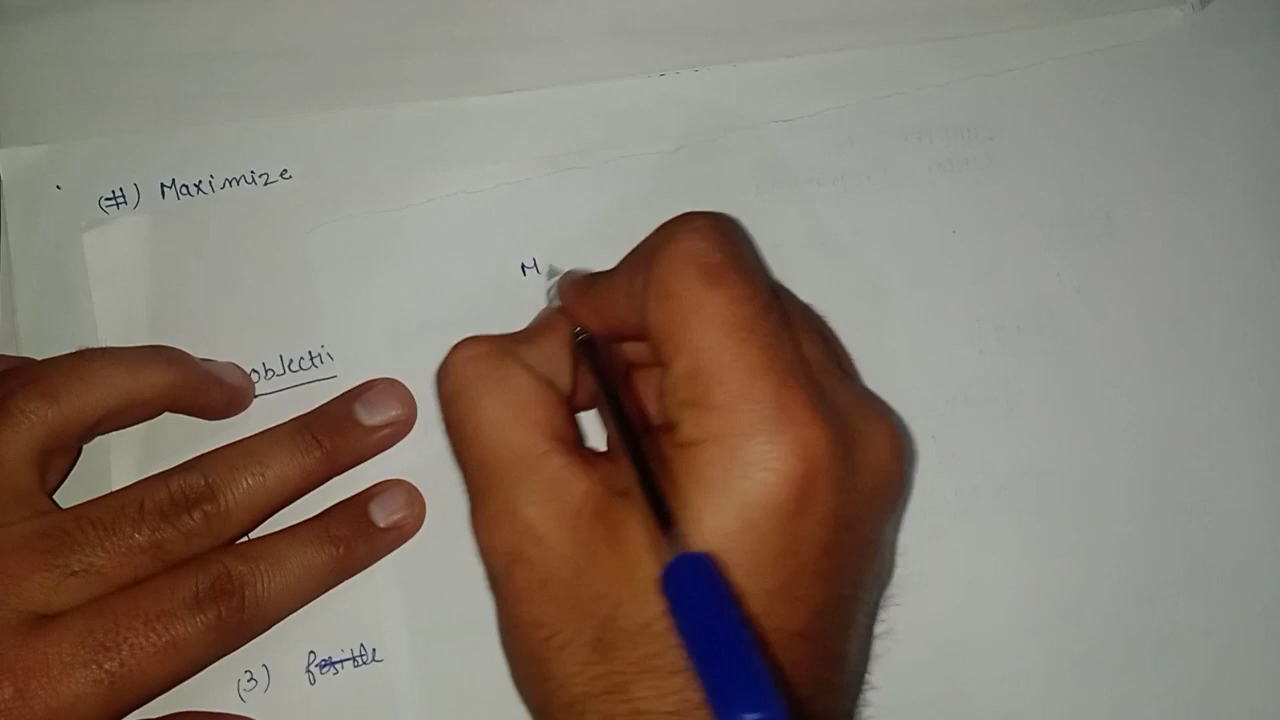 (#) Maximize
M
objecti
(3) fesible